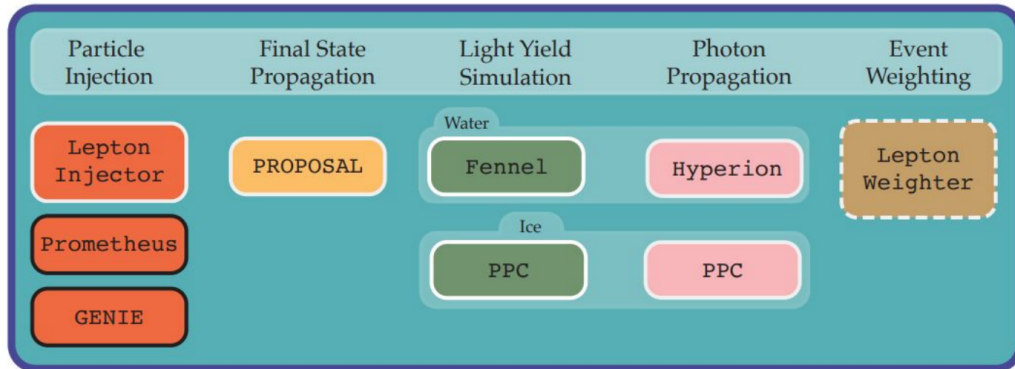 Particle
Injection
Final State
Propagation
Light Yield
Simulation
Photon
Propagation
Event
Weighting
Lepton
Injector
Prometheus
GENIE
PROPOSAL
Water
Fennel
Hyperion
Ice
PPC
PPC
Lepton
Weighter